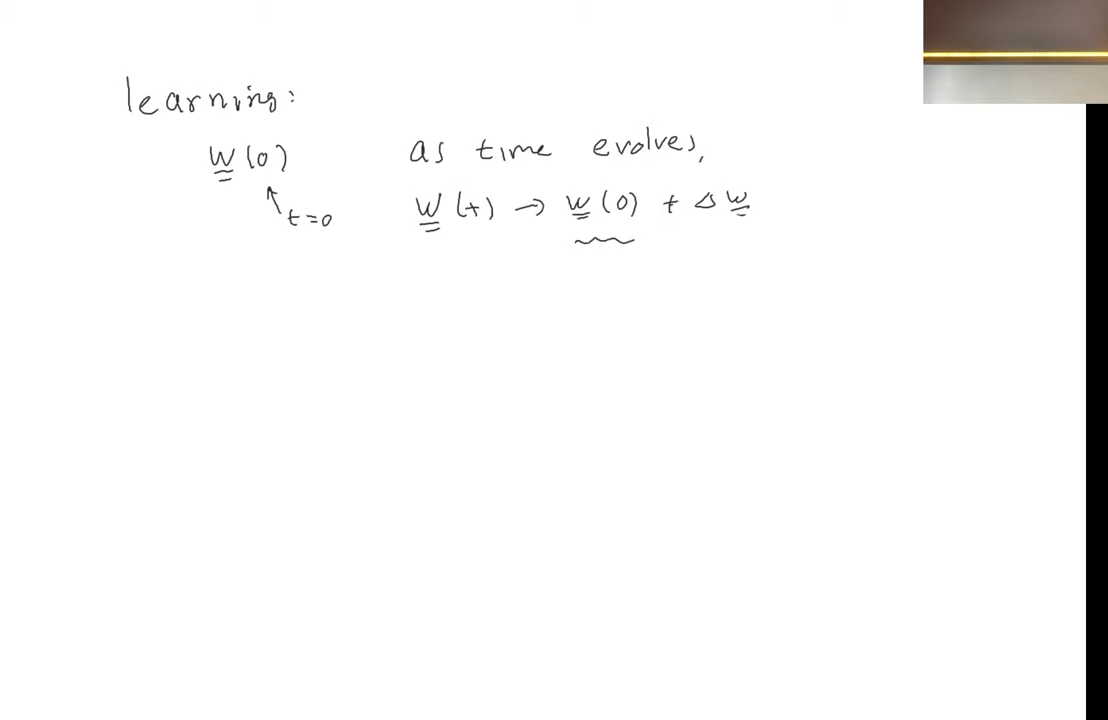 learning:
w(0) as time evolves,
t=0 w(t) → w(0) + Δw